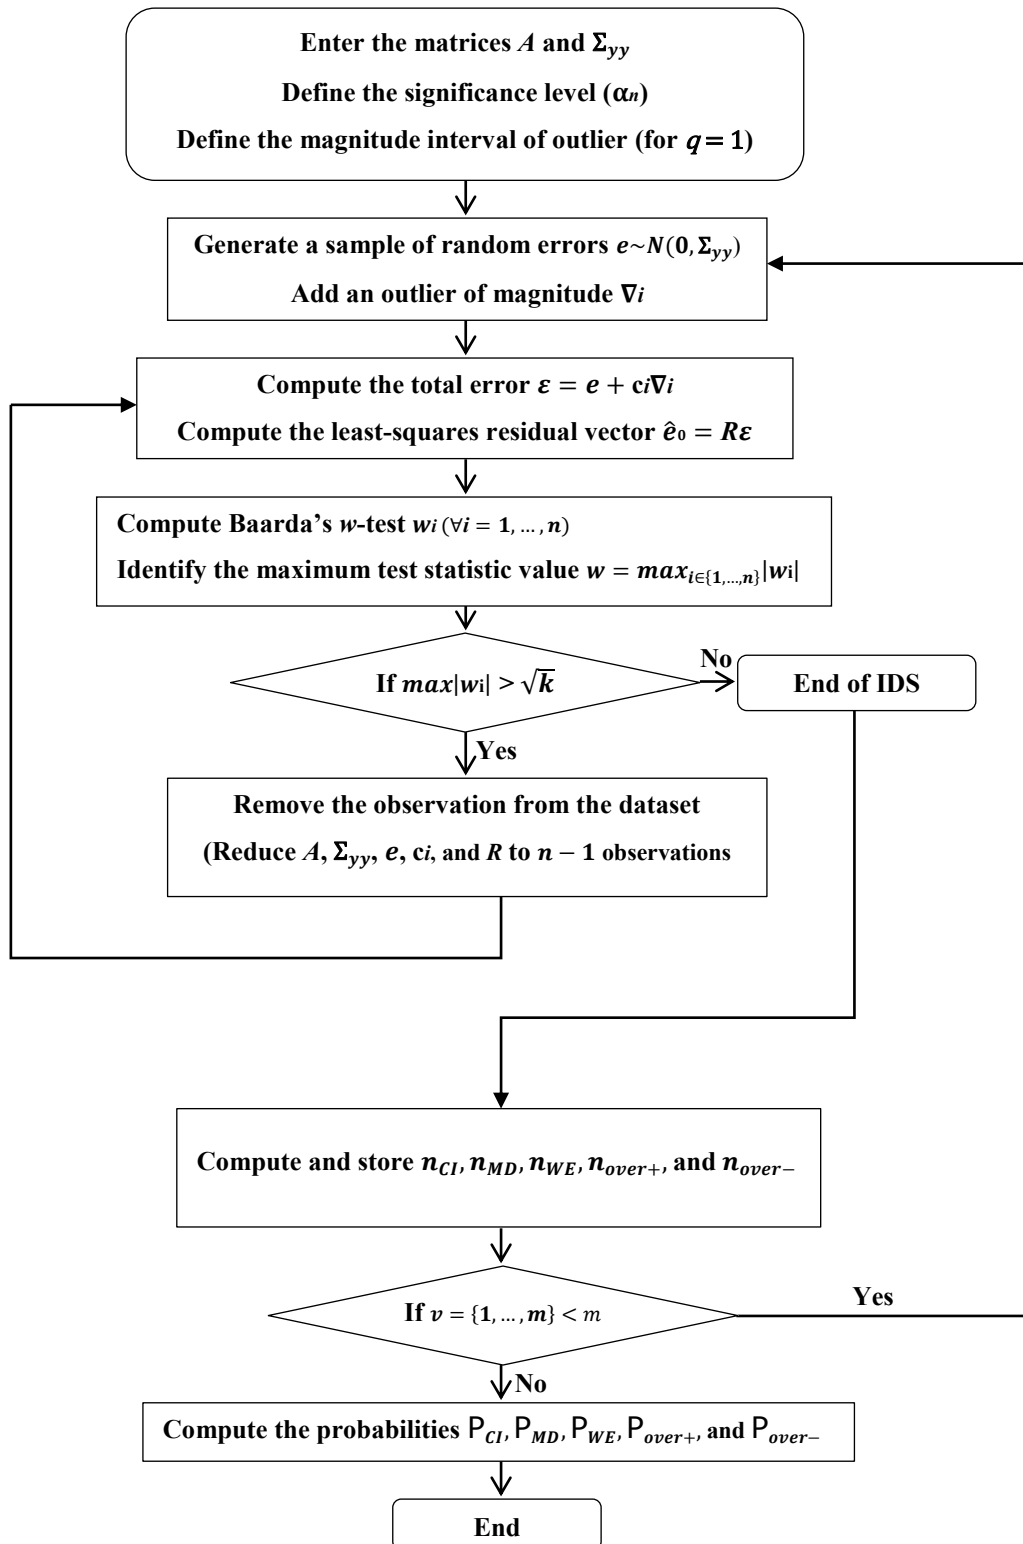 Enter the matrices A and Σyy
Define the significance level (αn)
Define the magnitude interval of outlier (for q = 1)
Generate a sample of random errors e~N(0, Σyy)
Add an outlier of magnitude ∇i
Compute the total error ε = e + ci∇i
Compute the least-squares residual vector ê0 = Rε
Compute Baarda's w-test wi (∀i = 1, … , n)
Identify the maximum test statistic value w = max i∈{1,…,n}|wi|
If max|wi| > √k
No
End of IDS
Yes
Remove the observation from the dataset
(Reduce A, Σyy, e, ci, and R to n − 1 observations
Compute and store nCI, nMD, nWE, nover+, and nover−
If v = {1, … , m} < m
Yes
No
Compute the probabilities PCI, PMD, PWE, Pover+, and Pover−
End